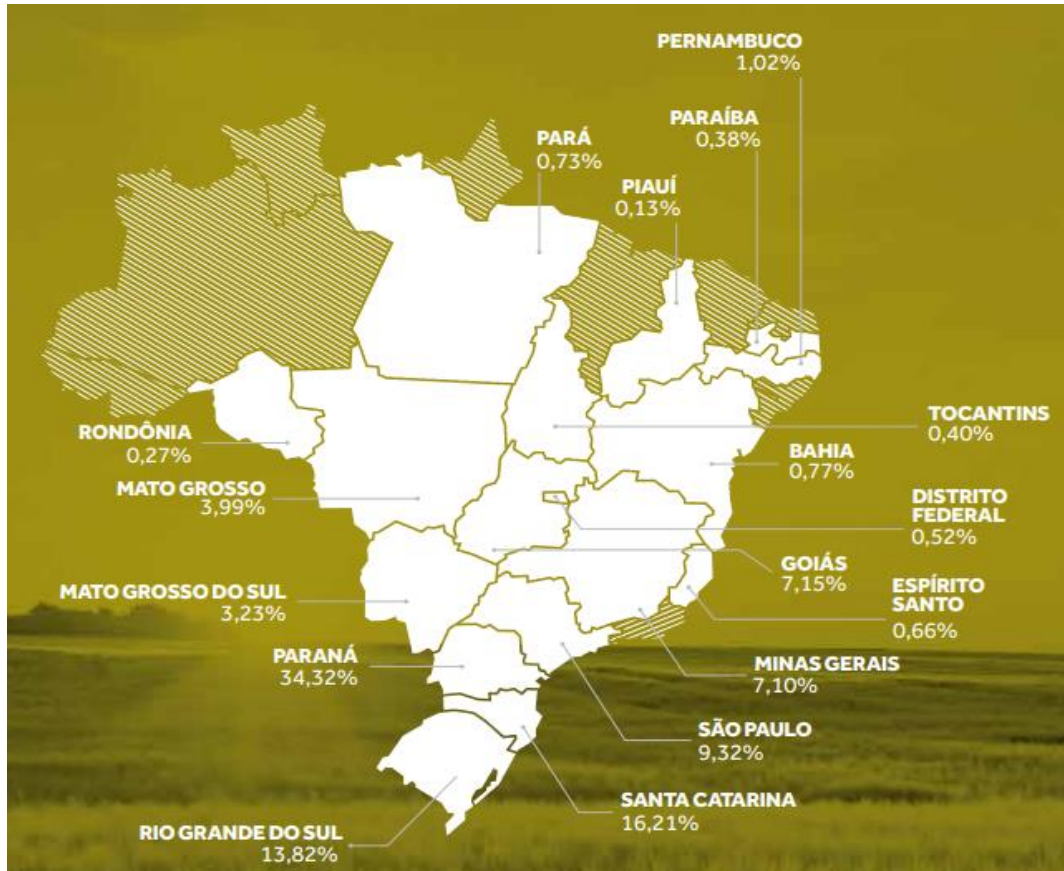 PERNAMBUCO
1,02%
PARAÍBA
0,38%
PARÁ
0,73%
PIAUÍ
0,13%
TOCANTINS
0,40%
RONDÔNIA
0,27%
BAHIA
0,77%
MATO GROSSO
3,99%
DISTRITO
FEDERAL
0,52%
GOIÁS
7,15%
MATO GROSSO DO SUL
3,23%
ESPÍRITO
SANTO
0,66%
PARANÁ
34,32%
MINAS GERAIS
7,10%
SÃO PAULO
9,32%
SANTA CATARINA
16,21%
RIO GRANDE DO SUL
13,82%